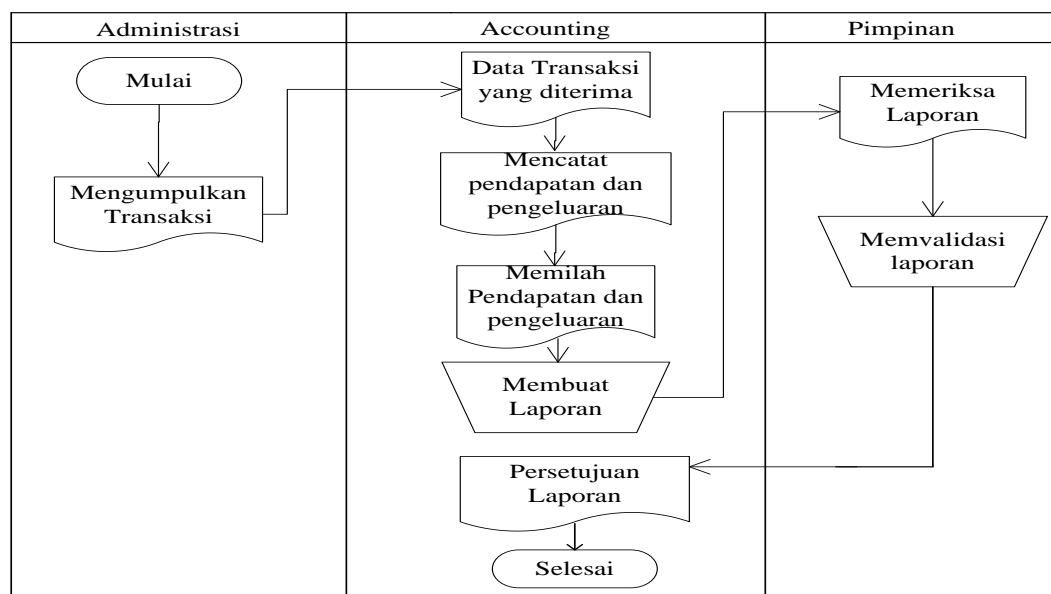 Administrasi
Accounting
Pimpinan
Mulai
Mengumpulkan
Transaksi
Data Transaksi
yang diterima
Mencatat
pendapatan dan
pengeluaran
Memilah
Pendapatan dan
pengeluaran
Membuat
Laporan
Memeriksa
Laporan
Memvalidasi
laporan
Persetujuan
Laporan
Selesai